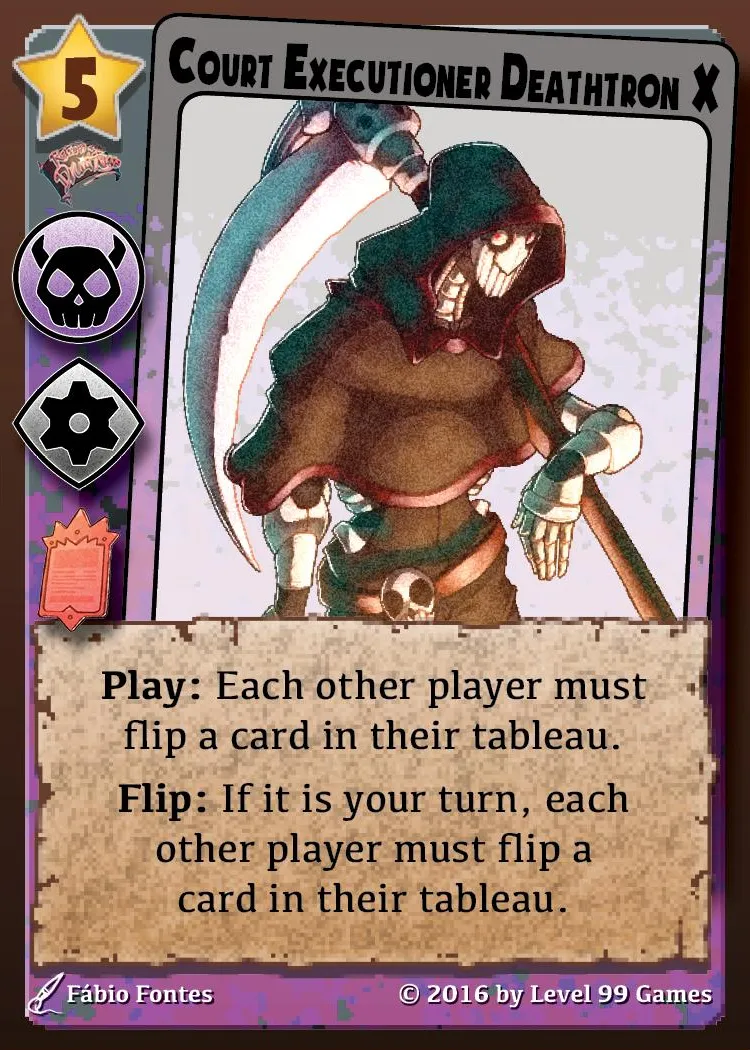 5
Court Executioner Deathtron X
Play: Each other player must
flip a card in their tableau.
Flip: If it is your turn, each
other player must flip a
card in their tableau.
Fábio Fontes
© 2016 by Level 99 Games